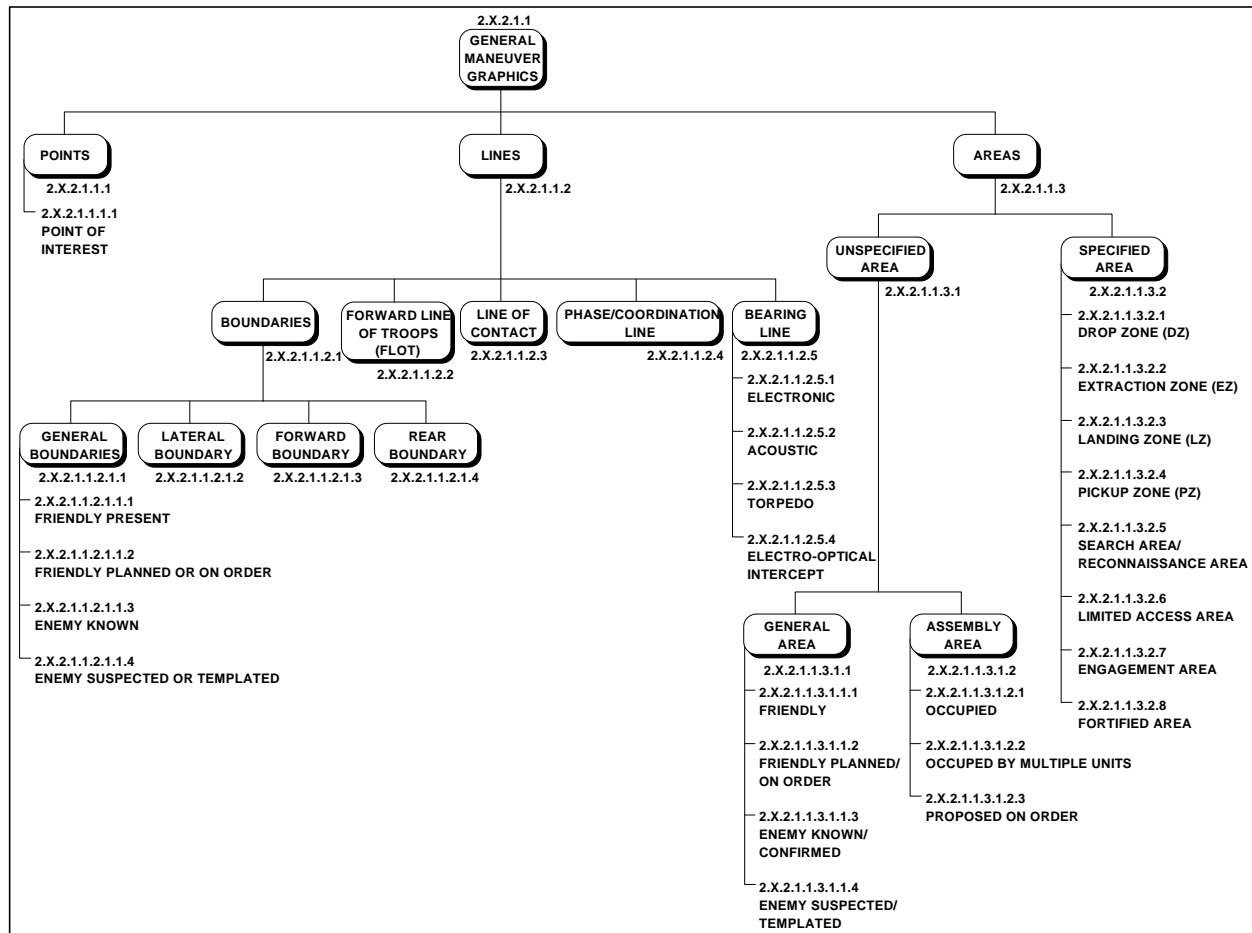 2.X.2.1.1
GENERAL
MANEUVER
GRAPHICS
POINTS
2.X.2.1.1.1
2.X.2.1.1.1.1
POINT OF
INTEREST
LINES
2.X.2.1.1.2
BOUNDARIES
2.X.2.1.1.2.1
GENERAL
BOUNDARIES
2.X.2.1.1.2.1.1
2.X.2.1.1.2.1.1.1
FRIENDLY PRESENT
2.X.2.1.1.2.1.1.2
FRIENDLY PLANNED OR ON ORDER
2.X.2.1.1.2.1.1.3
ENEMY KNOWN
2.X.2.1.1.2.1.1.4
ENEMY SUSPECTED OR TEMPLATED
LATERAL
BOUNDARY
2.X.2.1.1.2.1.2
FORWARD
BOUNDARY
2.X.2.1.1.2.1.3
REAR
BOUNDARY
2.X.2.1.1.2.1.4
FORWARD LINE
OF TROOPS
(FLOT)
2.X.2.1.1.2.2
LINE OF
CONTACT
2.X.2.1.1.2.3
PHASE/COORDINATION
LINE
2.X.2.1.1.2.4
BEARING
LINE
2.X.2.1.1.2.5
2.X.2.1.1.2.5.1
ELECTRONIC
2.X.2.1.1.2.5.2
ACOUSTIC
2.X.2.1.1.2.5.3
TORPEDO
2.X.2.1.1.2.5.4
ELECTRO-OPTICAL
INTERCEPT
AREAS
2.X.2.1.1.3
UNSPECIFIED
AREA
2.X.2.1.1.3.1
GENERAL
AREA
2.X.2.1.1.3.1.1
2.X.2.1.1.3.1.1.1
FRIENDLY
2.X.2.1.1.3.1.1.2
FRIENDLY PLANNED/
ON ORDER
2.X.2.1.1.3.1.1.3
ENEMY KNOWN/
CONFIRMED
2.X.2.1.1.3.1.1.4
ENEMY SUSPECTED/
TEMPLATED
ASSEMBLY
AREA
2.X.2.1.1.3.1.2
2.X.2.1.1.3.1.2.1
OCCUPIED
2.X.2.1.1.3.1.2.2
OCCUPED BY MULTIPLE UNITS
2.X.2.1.1.3.1.2.3
PROPOSED ON ORDER
SPECIFIED
AREA
2.X.2.1.1.3.2
2.X.2.1.1.3.2.1
DROP ZONE (DZ)
2.X.2.1.1.3.2.2
EXTRACTION ZONE (EZ)
2.X.2.1.1.3.2.3
LANDING ZONE (LZ)
2.X.2.1.1.3.2.4
PICKUP ZONE (PZ)
2.X.2.1.1.3.2.5
SEARCH AREA/
RECONNAISSANCE AREA
2.X.2.1.1.3.2.6
LIMITED ACCESS AREA
2.X.2.1.1.3.2.7
ENGAGEMENT AREA
2.X.2.1.1.3.2.8
FORTIFIED AREA